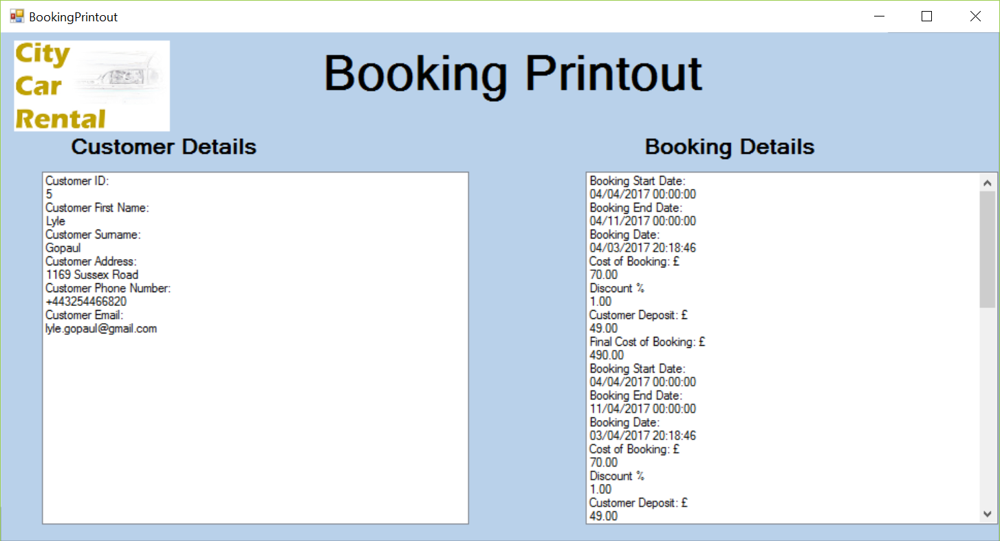 BookingPrintout
City
Car
Rental
Booking Printout
Customer Details
Customer ID:
5
Customer First Name:
Lyle
Customer Surname:
Gopaul
Customer Address:
1169 Sussex Road
Customer Phone Number:
+443254466820
Customer Email:
lyle.gopaul@gmail.com
Booking Details
Booking Start Date:
04/04/2017 00:00:00
Booking End Date:
04/11/2017 00:00:00
Booking Date:
04/03/2017 20:18:46
Cost of Booking: £
70.00
Discount %
1.00
Customer Deposit: £
49.00
Final Cost of Booking: £
490.00
Booking Start Date:
04/04/2017 00:00:00
Booking End Date:
11/04/2017 00:00:00
Booking Date:
03/04/2017 20:18:46
Cost of Booking: £
70.00
Discount %
1.00
Customer Deposit: £
49.00